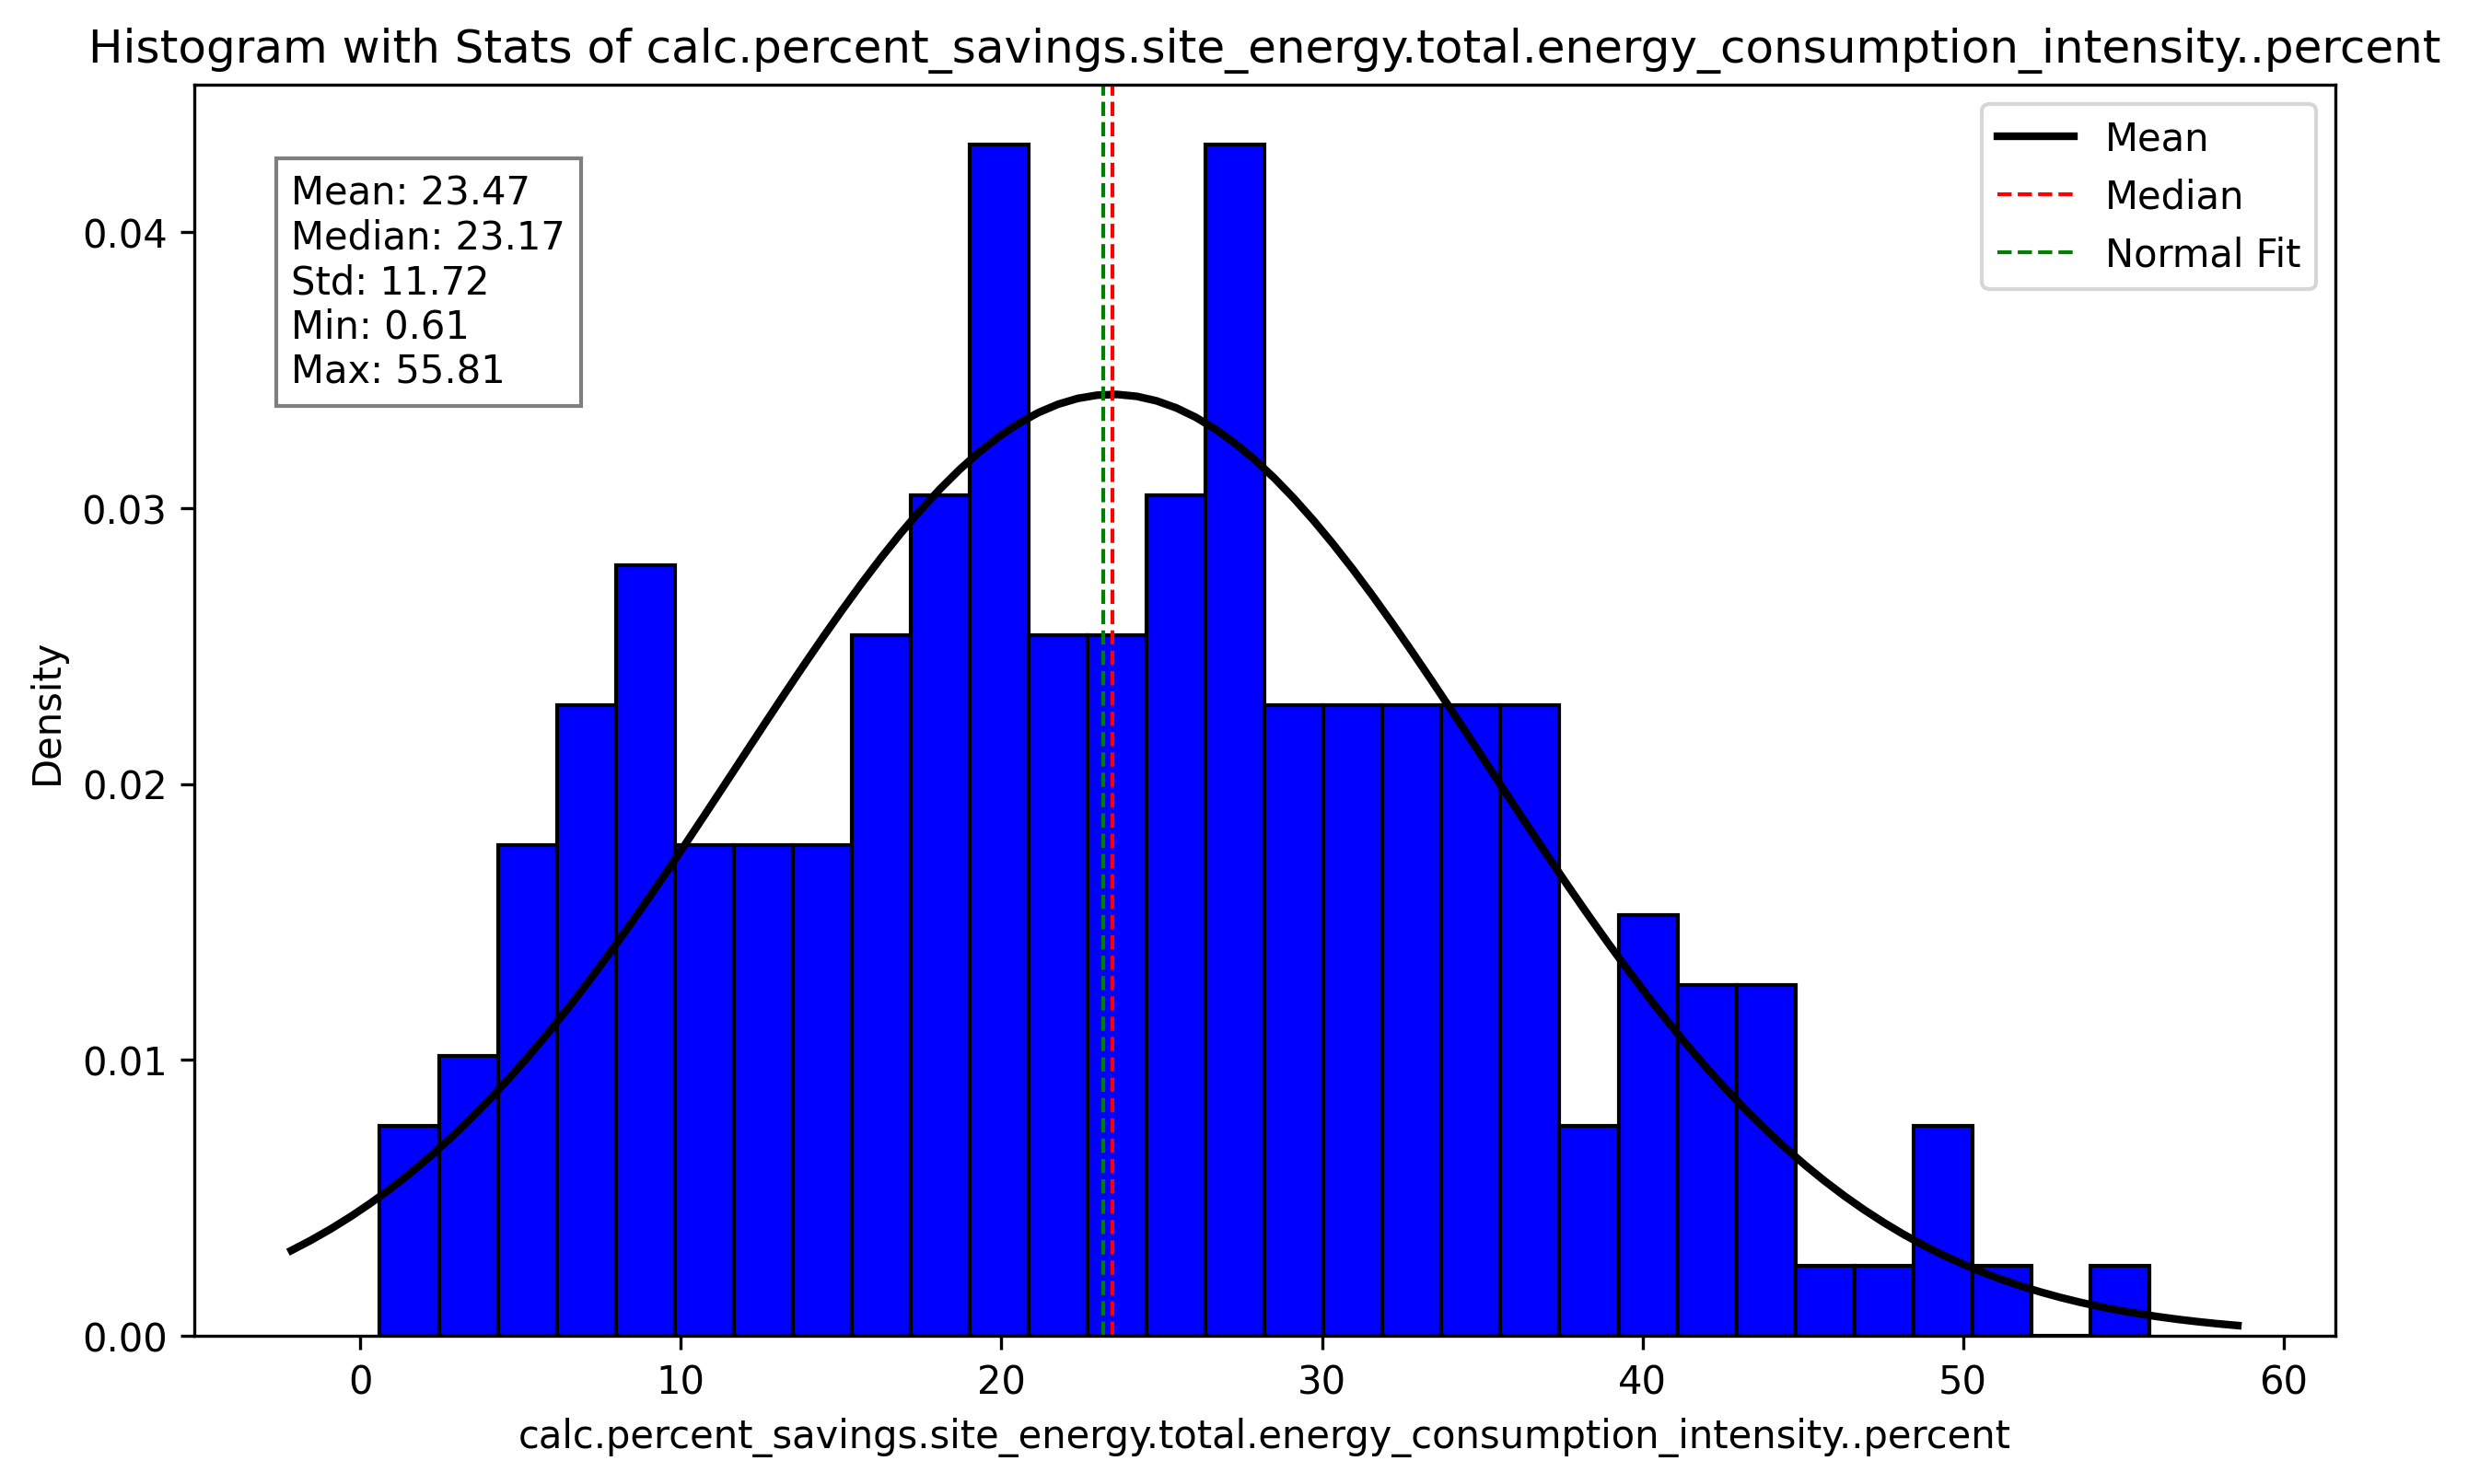 Histogram with Stats of calc.percent_savings.site_energy.total.energy_consumption_intensity..percent
Mean: 23.47
Median: 23.17
Std: 11.72
Min: 0.61
Max: 55.81
Mean
Median
Normal Fit
Density
0.04
0.03
0.02
0.01
0.00
0 10 20 30 40 50 60
calc.percent_savings.site_energy.total.energy_consumption_intensity..percent